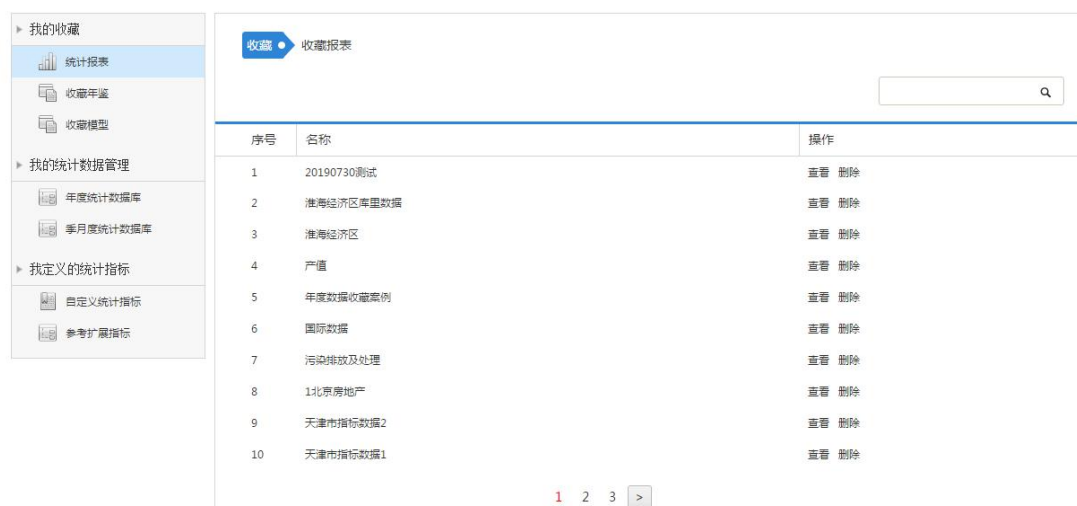 我的收藏
统计报表
收藏年鉴
收藏模型
我的统计数据管理
年度统计数据库
季月度统计数据库
我定义的统计指标
自定义统计指标
参考扩展指标
收藏 收藏报表
序号 名称 操作
1 20190730测试 查看 删除
2 淮海经济区库里数据 查看 删除
3 淮海经济区 查看 删除
4 产值 查看 删除
5 年度数据收藏案例 查看 删除
6 国际数据 查看 删除
7 污染排放及处理 查看 删除
8 1北京房地产 查看 删除
9 天津市指标数据2 查看 删除
10 天津市指标数据1 查看 删除
1 2 3 >